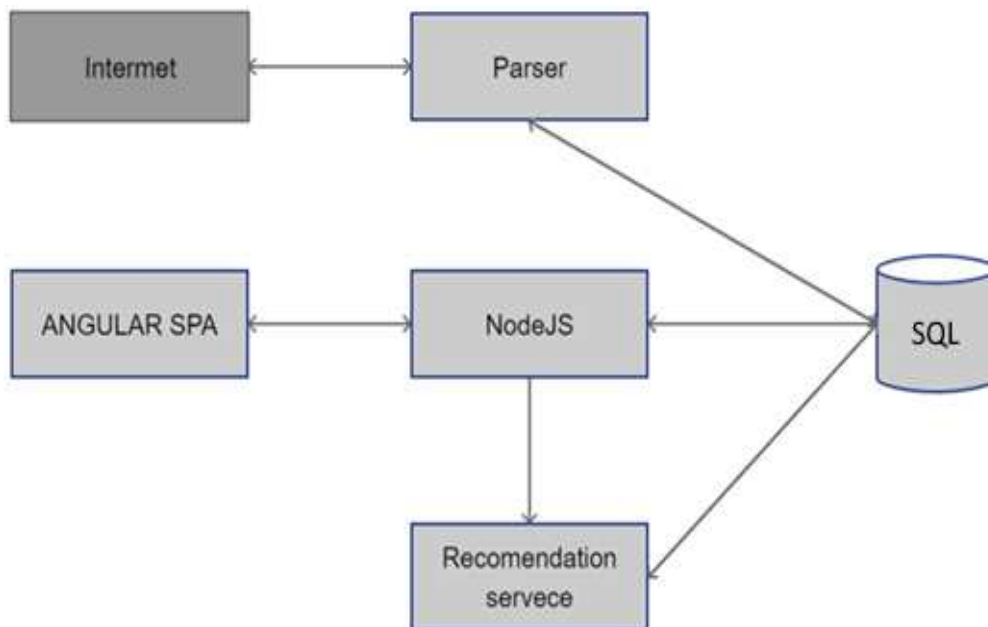 Intermet
Parser
ANGULAR SPA
NodeJS
SQL
Recomendation
servece